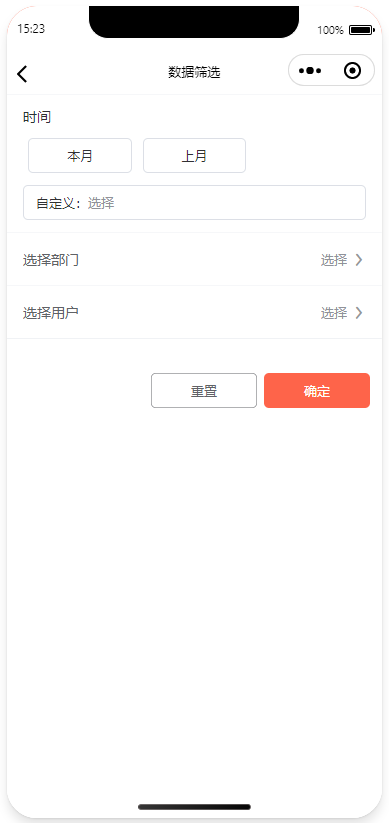 15:23 100%
数据筛选
时间
本月 上月
自定义：选择
选择部门 选择
选择用户 选择
重置 确定